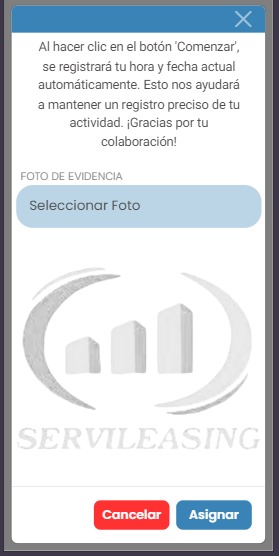 Al hacer clic en el botón 'Comenzar',
se registrará tu hora y fecha actual
automáticamente. Esto nos ayudará
a mantener un registro preciso de tu
actividad. ¡Gracias por tu
colaboración!
FOTO DE EVIDENCIA
Seleccionar Foto
SERVILEASING
Cancelar
Asignar